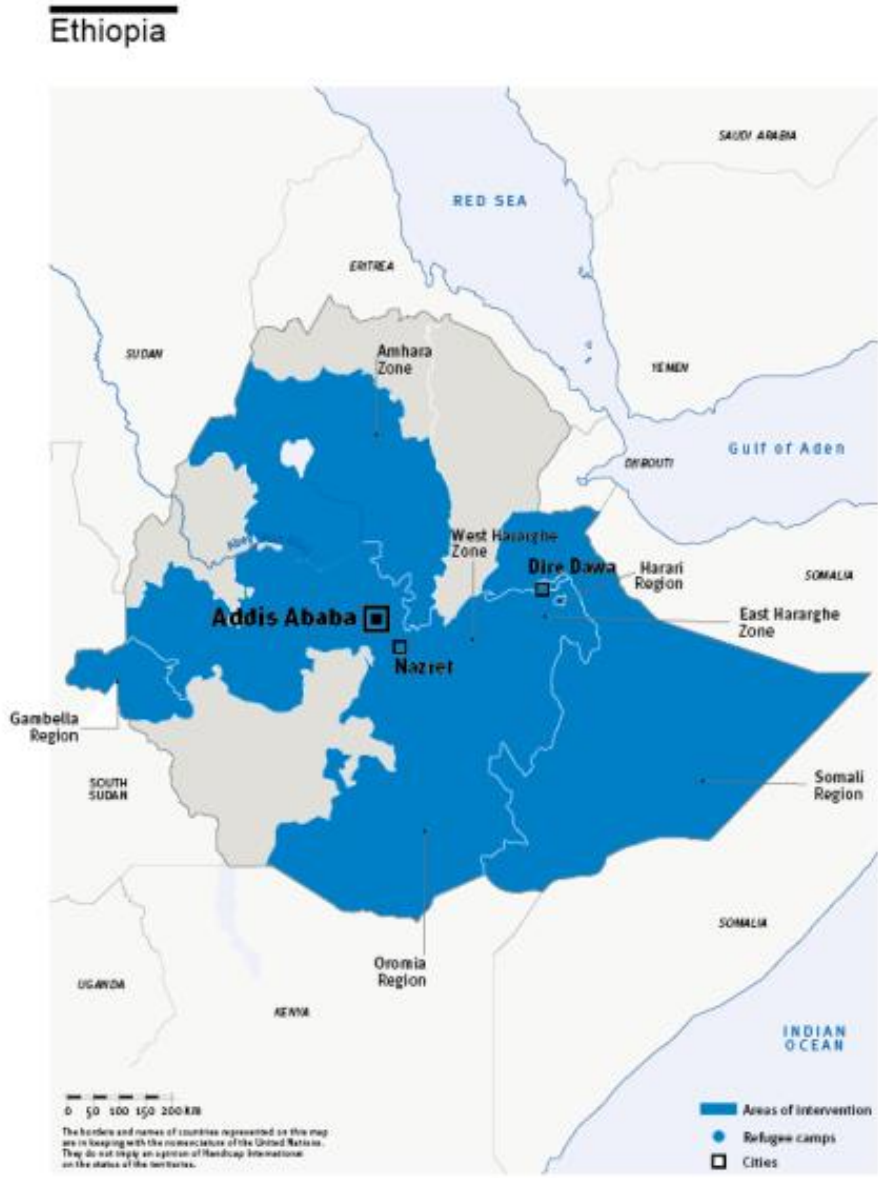 Ethiopia
SAUDI ARABIA
RED SEA
ERITREA
SUDAN
Amhara
Zone
YEMEN
Gulf of Aden
DJIBOUTI
West Hararghe
Zone
Dire Dawa
Harari
Region
SOMALIA
Addis Ababa
East Hararghe
Zone
Nazret
Gambella
Region
SOUTH
SUDAN
Somali
Region
SOMALIA
Oromia
Region
UGANDA
KENYA
INDIAN
OCEAN
0 50 100 150 200 KM
The borders and names of countries represented on this map
are in keeping with the nomenclature of the United Nations.
They do not imply an opinion of Handicap International
on the status of the territories.
Areas of intervention
Refugee camps
Cities